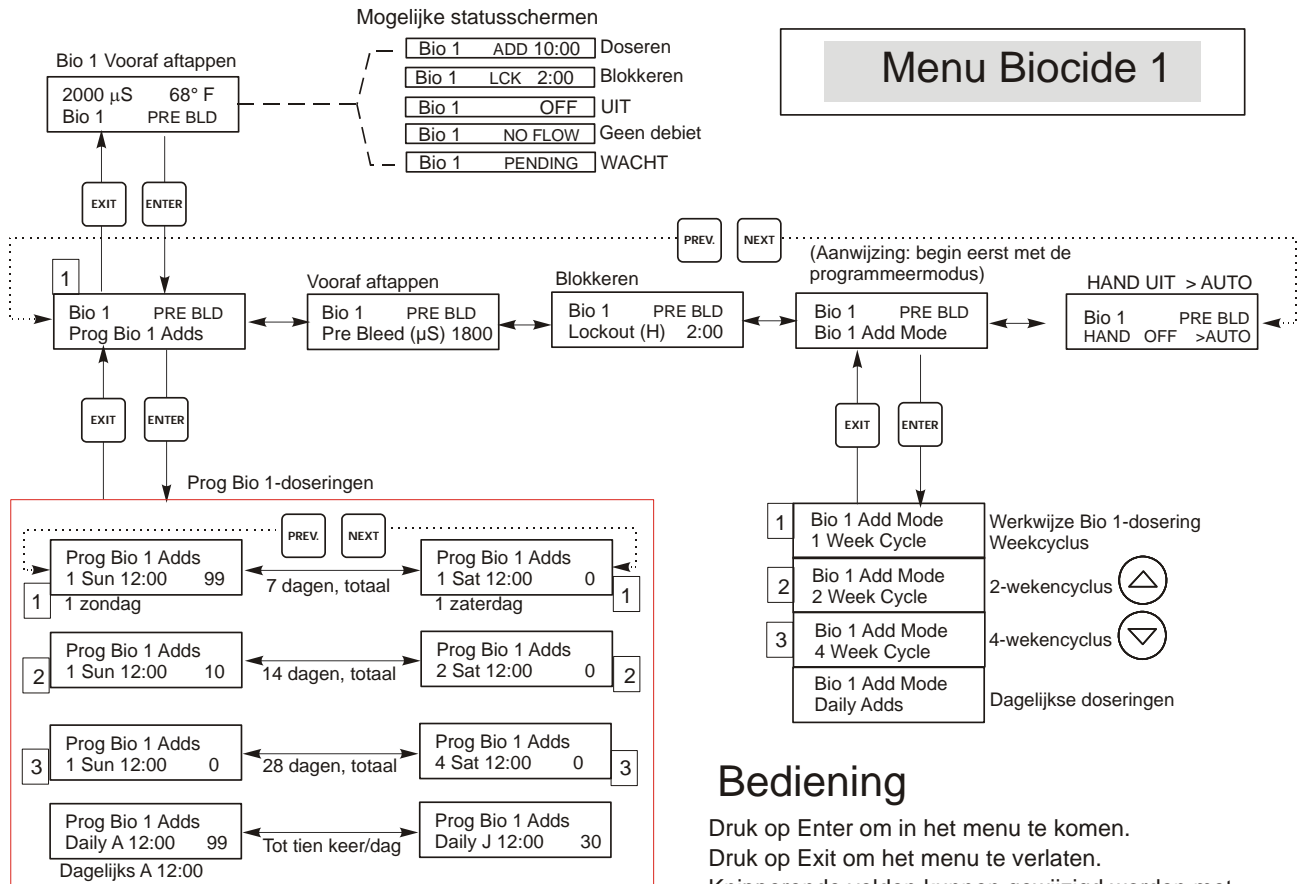 Mogelijke statusschermen
Menu Biocide 1
Bio 1 Vooraf aftappen
2000 µS 68° F
Bio 1 PRE BLD
Bio 1 ADD 10:00 Doseren
Bio 1 LCK 2:00 Blokkeren
Bio 1 OFF UIT
Bio 1 NO FLOW Geen debiet
Bio 1 PENDING WACHT
EXIT ENTER
PREV. NEXT
1
Bio 1 PRE BLD
Prog Bio 1 Adds
Vooraf aftappen
Bio 1 PRE BLD
Pre Bleed (µS) 1800
Blokkeren
Bio 1 PRE BLD
Lockout (H) 2:00
(Aanwijzing: begin eerst met de
programmeermodus)
Bio 1 PRE BLD
Bio 1 Add Mode
HAND UIT > AUTO
Bio 1 PRE BLD
HAND OFF >AUTO
EXIT ENTER
EXIT ENTER
Prog Bio 1-doseringen
PREV. NEXT
Prog Bio 1 Adds
1 Sun 12:00 99
1
1 zondag
7 dagen, totaal
Prog Bio 1 Adds
1 Sat 12:00 0
1
1 zaterdag
Prog Bio 1 Adds
1 Sun 12:00 10
2
14 dagen, totaal
Prog Bio 1 Adds
2 Sat 12:00 0
2
Prog Bio 1 Adds
1 Sun 12:00 0
3
28 dagen, totaal
Prog Bio 1 Adds
4 Sat 12:00 0
3
Prog Bio 1 Adds
Daily A 12:00 99
Dagelijks A 12:00
Tot tien keer/dag
Prog Bio 1 Adds
Daily J 12:00 30
1
Bio 1 Add Mode
1 Week Cycle
Werkwijze Bio 1-dosering
Weekcyclus
2
Bio 1 Add Mode
2 Week Cycle
2-wekencyclus
3
Bio 1 Add Mode
4 Week Cycle
4-wekencyclus
Bio 1 Add Mode
Daily Adds
Dagelijkse doseringen
Bediening
Druk op Enter om in het menu te komen.
Druk op Exit om het menu te verlaten.